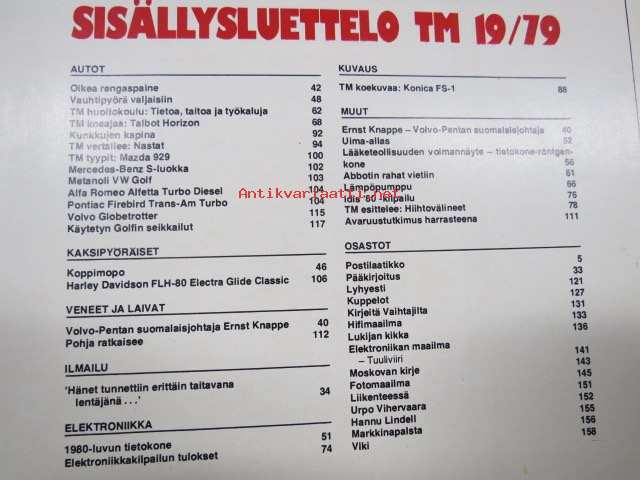 SISÄLLYSLUETTELO TM 19/79
AUTOT
Oikea rengaspaine 42
Vauhtipyörä valjaisiin 48
TM huoltokoulu: Tietoa, taitoa ja työkaluja 62
TM koeajaa: Talbot Horizon 68
Kunkkujen kapina 92
TM vertailee: Nastat 94
TM tyypit: Mazda 929 100
Mercedes-Benz S-luokka 102
Metanoli VW Golf 103
Alfa Romeo Alfetta Turbo Diesel 104
Pontiac Firebird Trans-Am Turbo 104
Volvo Globetrotter 115
Käytetyn Golfin seikkailut 117
KAKSIPYÖRÄISET
Koppimopo 46
Harley Davidson FLH-80 Electra Glide Classic 106
VENEET JA LAIVAT
Volvo-Pentan suomalaisjohtaja Ernst Knappe 40
Pohja ratkaisee 112
ILMAILU
'Hänet tunnettiin erittäin taitavana
lentäjänä . . .' 34
ELEKTRONIIKKA
1980-luvun tietokone 51
Elektroniikkakilpailun tulokset 74
KUVAUS
TM koekuvaa: Konica FS-1 88
MUUT
Ernst Knappe – Volvo-Pentan suomalaisjohtaja 40
Uima-allas 52
Lääketeollisuuden voimannäyte – tietokone-röntgen-
kone 56
Abbotin rahat vietiin 61
Lämpöpumppu 66
Idis '80 -kilpailu 76
TM esittelee: Hiihtovälineet 78
Avaruustutkimus harrasteena 111
OSASTOT
Postilaatikko 5
Pääkirjoitus 33
Lyhyesti 121
Kuppelot 127
Kirjeitä Vaihtajilta 131
Hifimaailma 133
Lukijan kikka 136
Elektroniikan maailma
– Tuuliviiri 141
Moskovan kirje 143
Fotomaailma 145
Liikenteessä 151
Urpo Vihervaara 152
Hannu Lindell 155
Markkinapalsta 156
Viki 158
Antikvariaatti.net